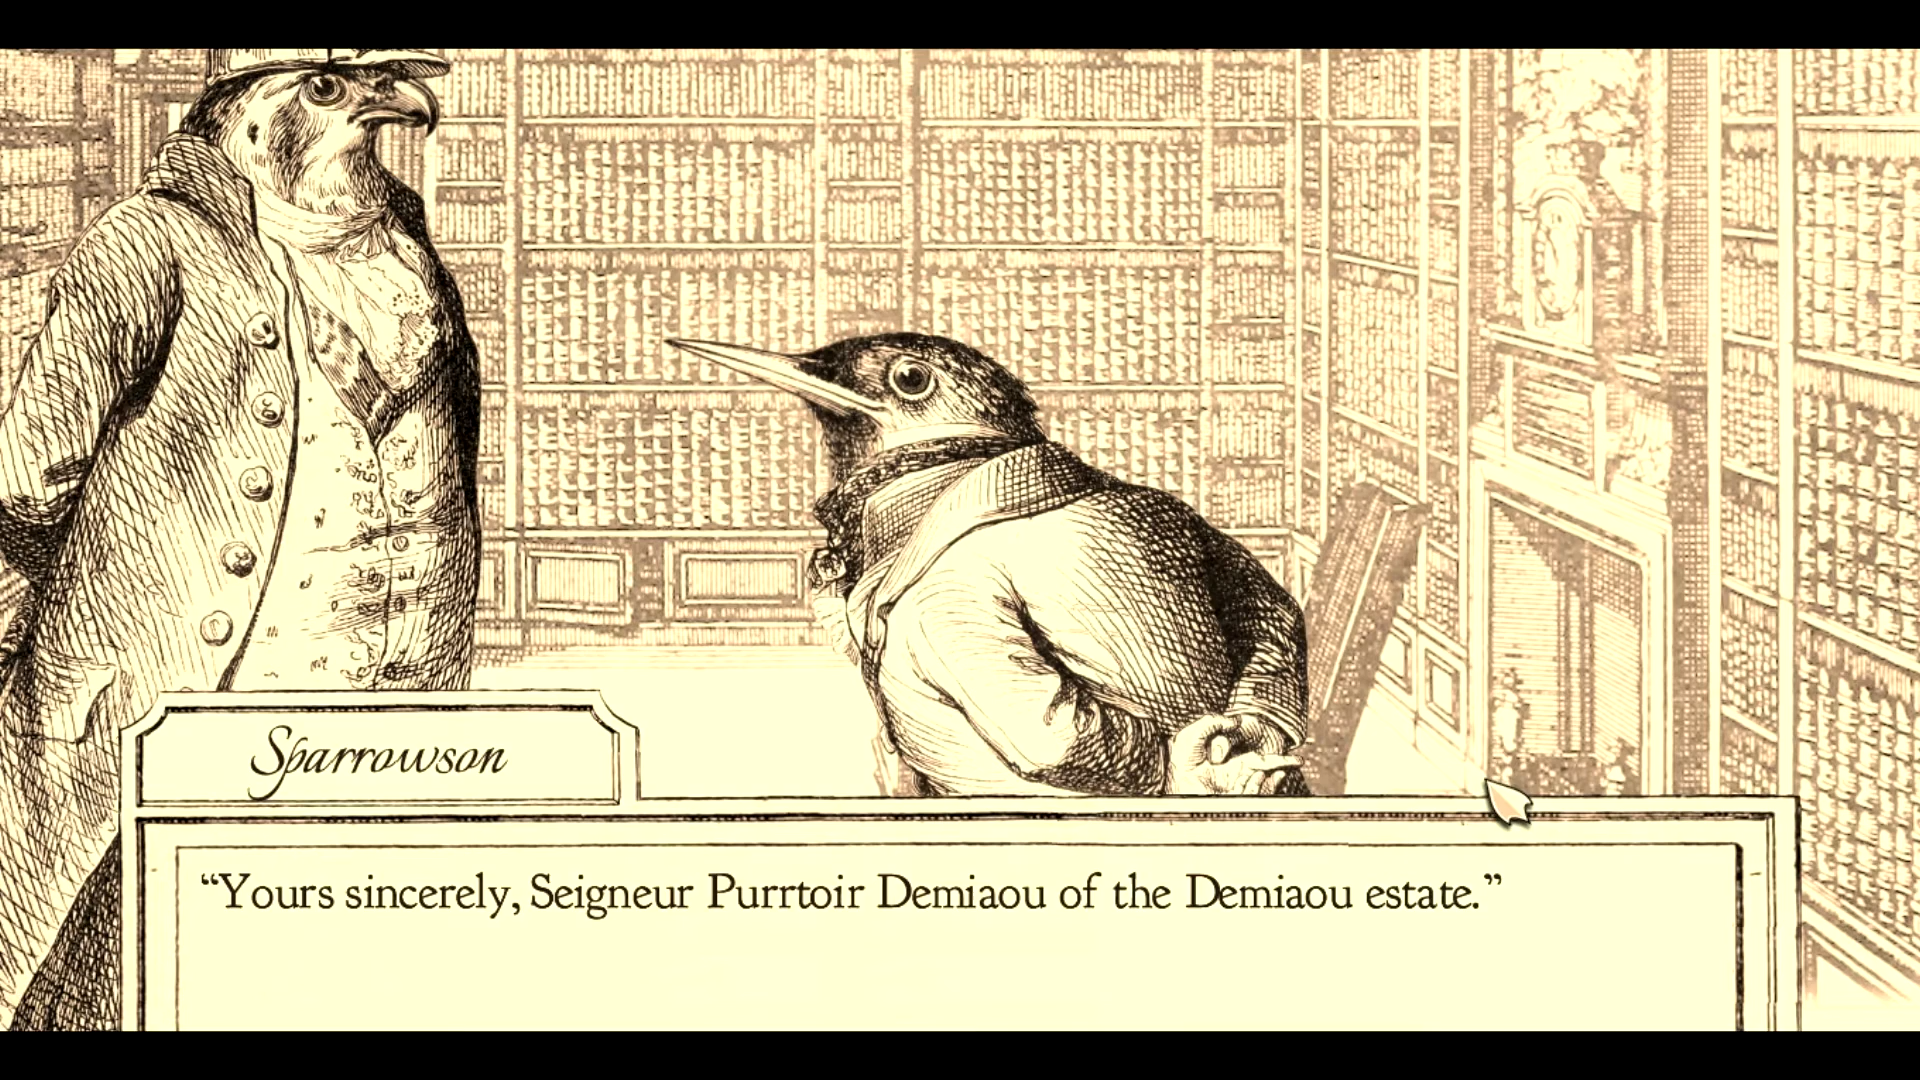 Sparrowson
“Yours sincerely, Seigneur Purrtoir Demiaou of the Demiaou estate.”